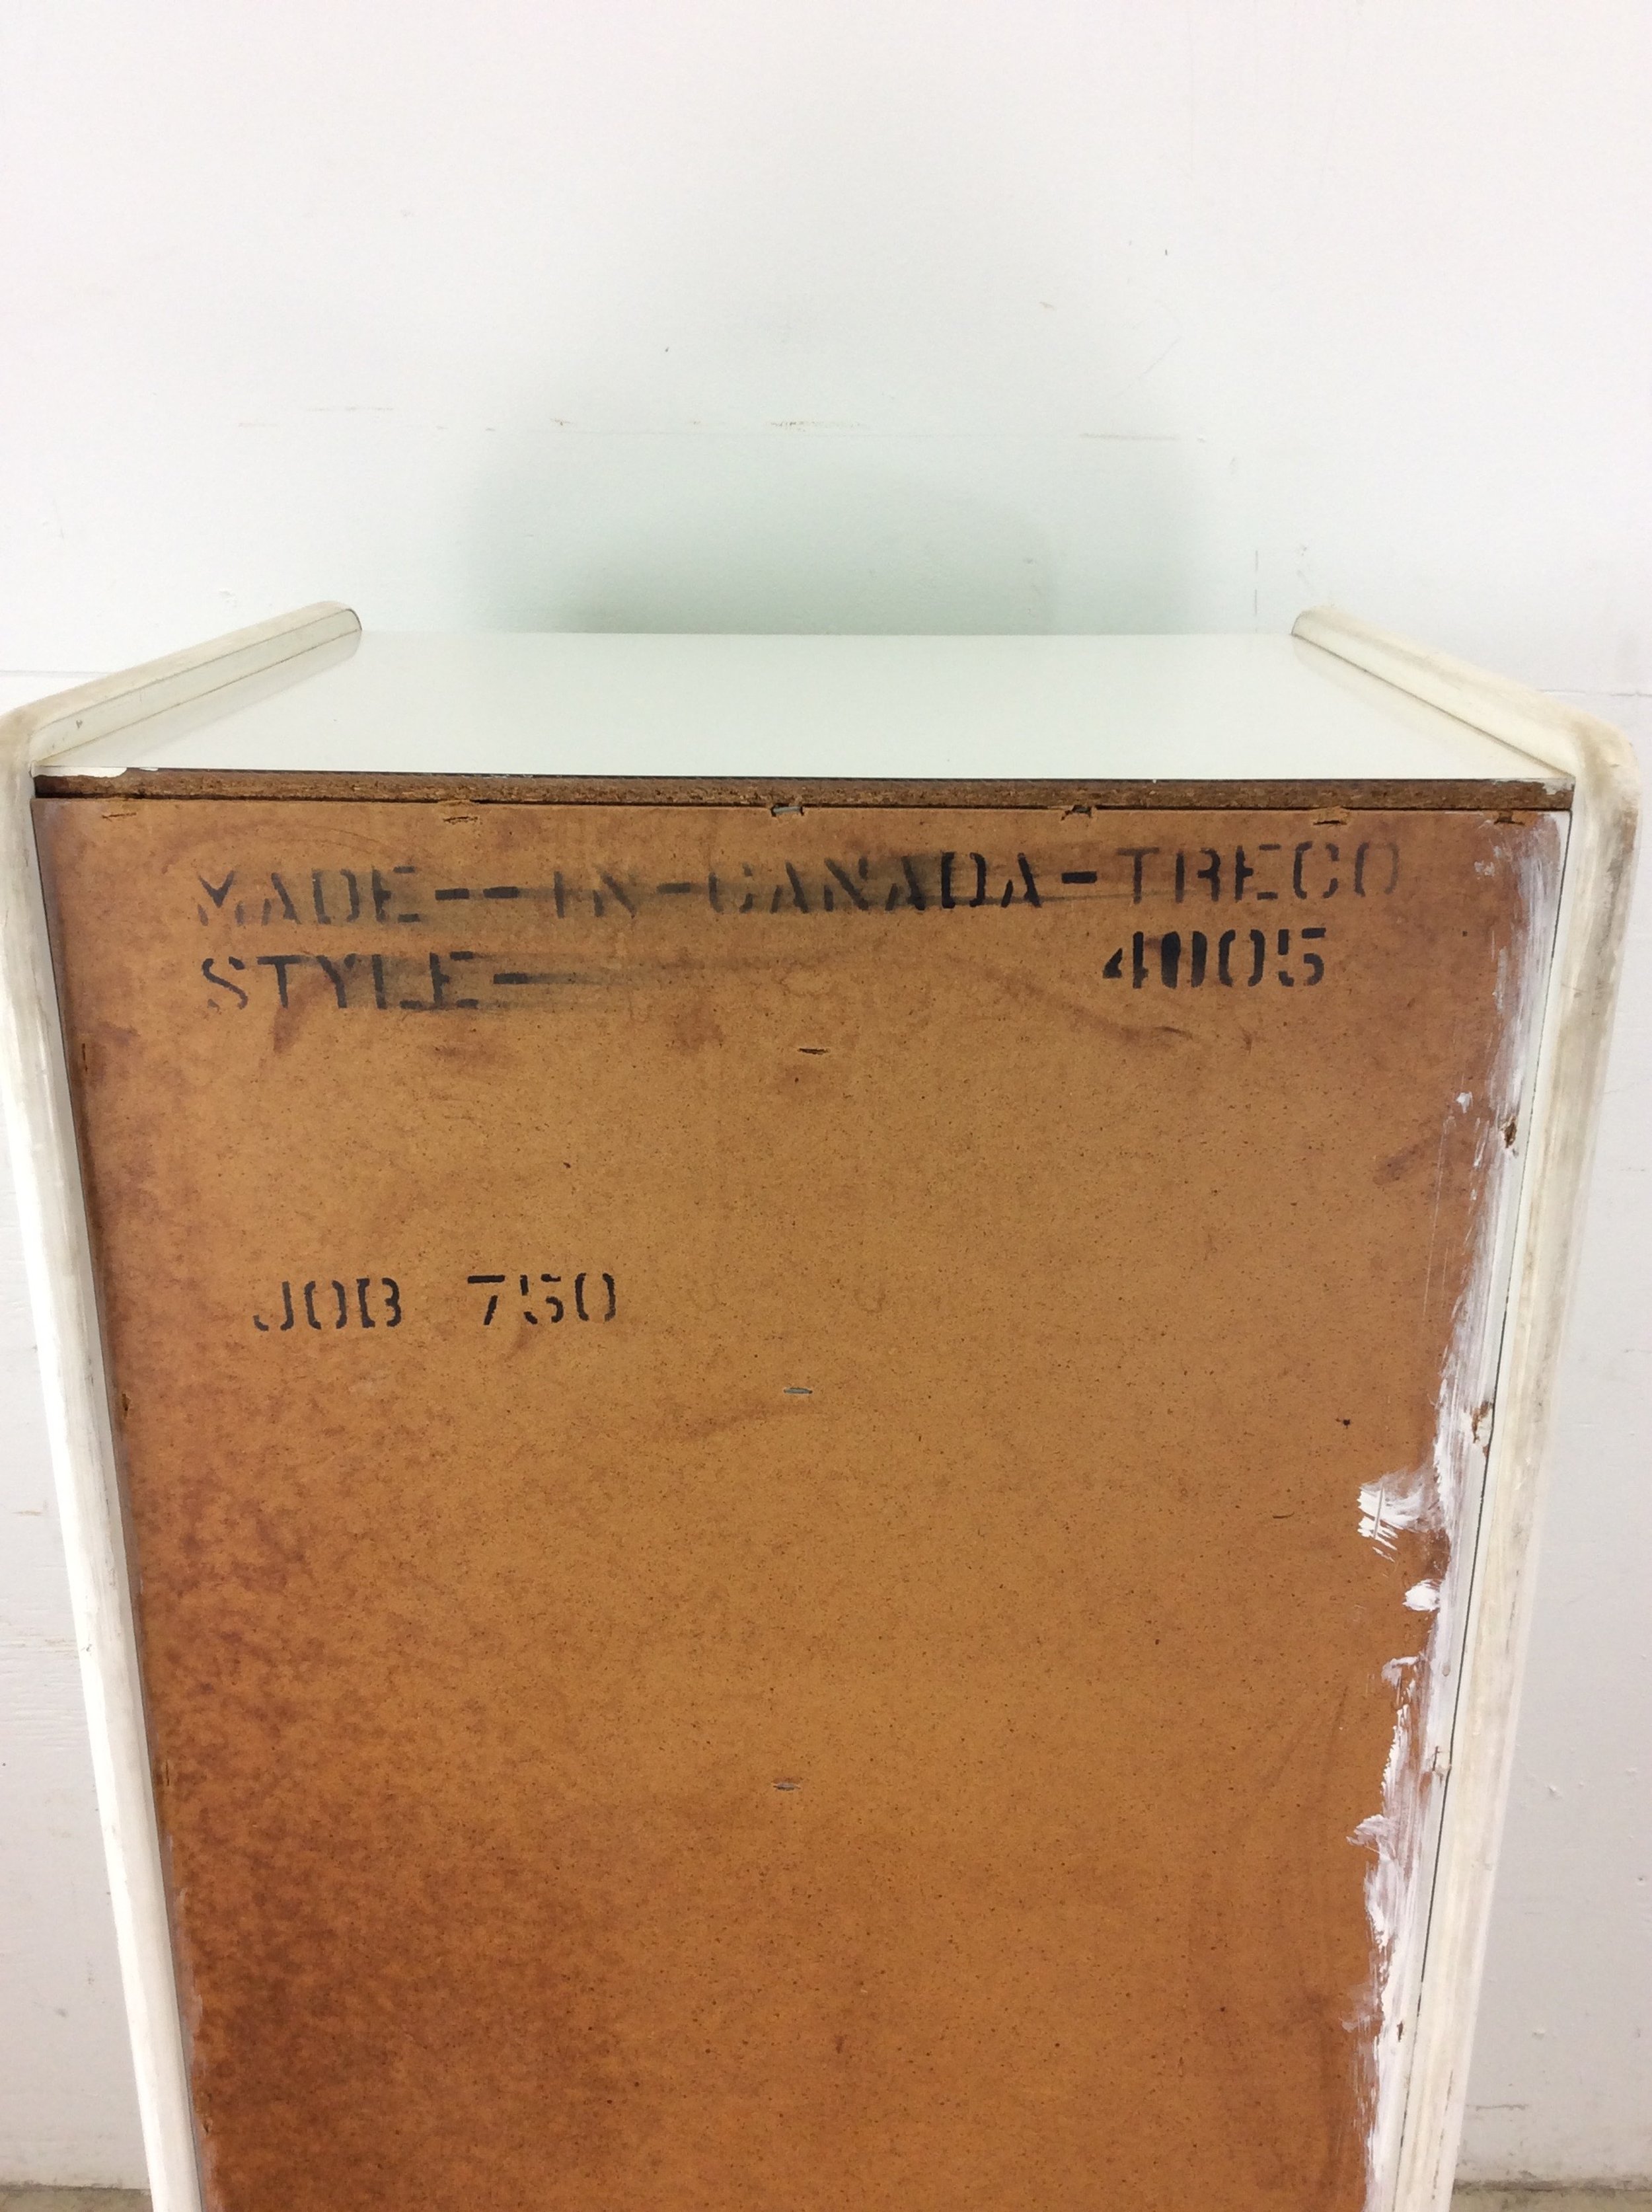 MADE--IN-CANADA-TRECO
STYLE- 4005
JOB 750